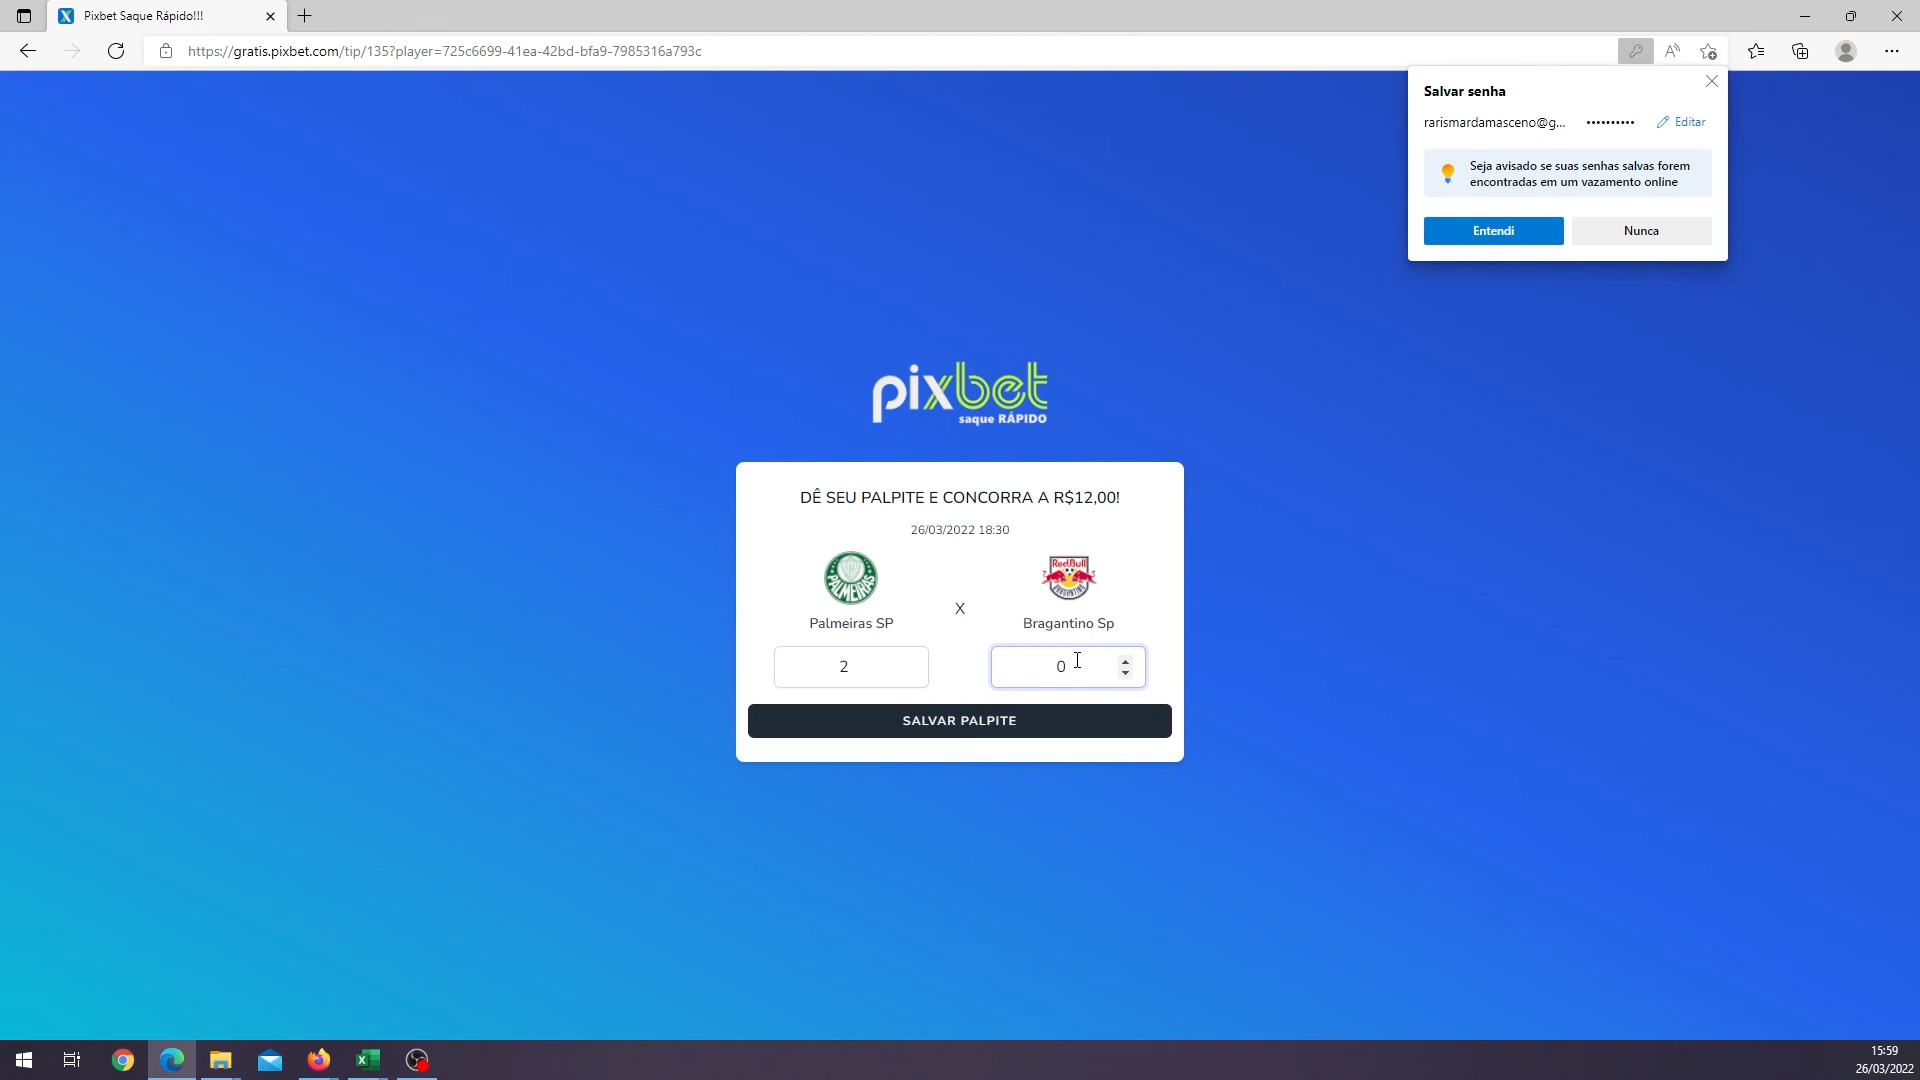 Pixbet Saque Rápido!!!
https://gratis.pixbet.com/tip/135?player=725c6699-41ea-42bd-bfa9-7985316a793c
Salvar senha
rarismardamasceno@g... •••••••••• Editar
Seja avisado se suas senhas salvas forem
encontradas em um vazamento online
Entendi Nunca
pixbet
saque RÁPIDO
DÊ SEU PALPITE E CONCORRA A R$12,00!
26/03/2022 18:30
PALMEIRAS
RedBull
BRAGANTINO
X
Palmeiras SP Bragantino Sp
2 0
SALVAR PALPITE
15:59
26/03/2022